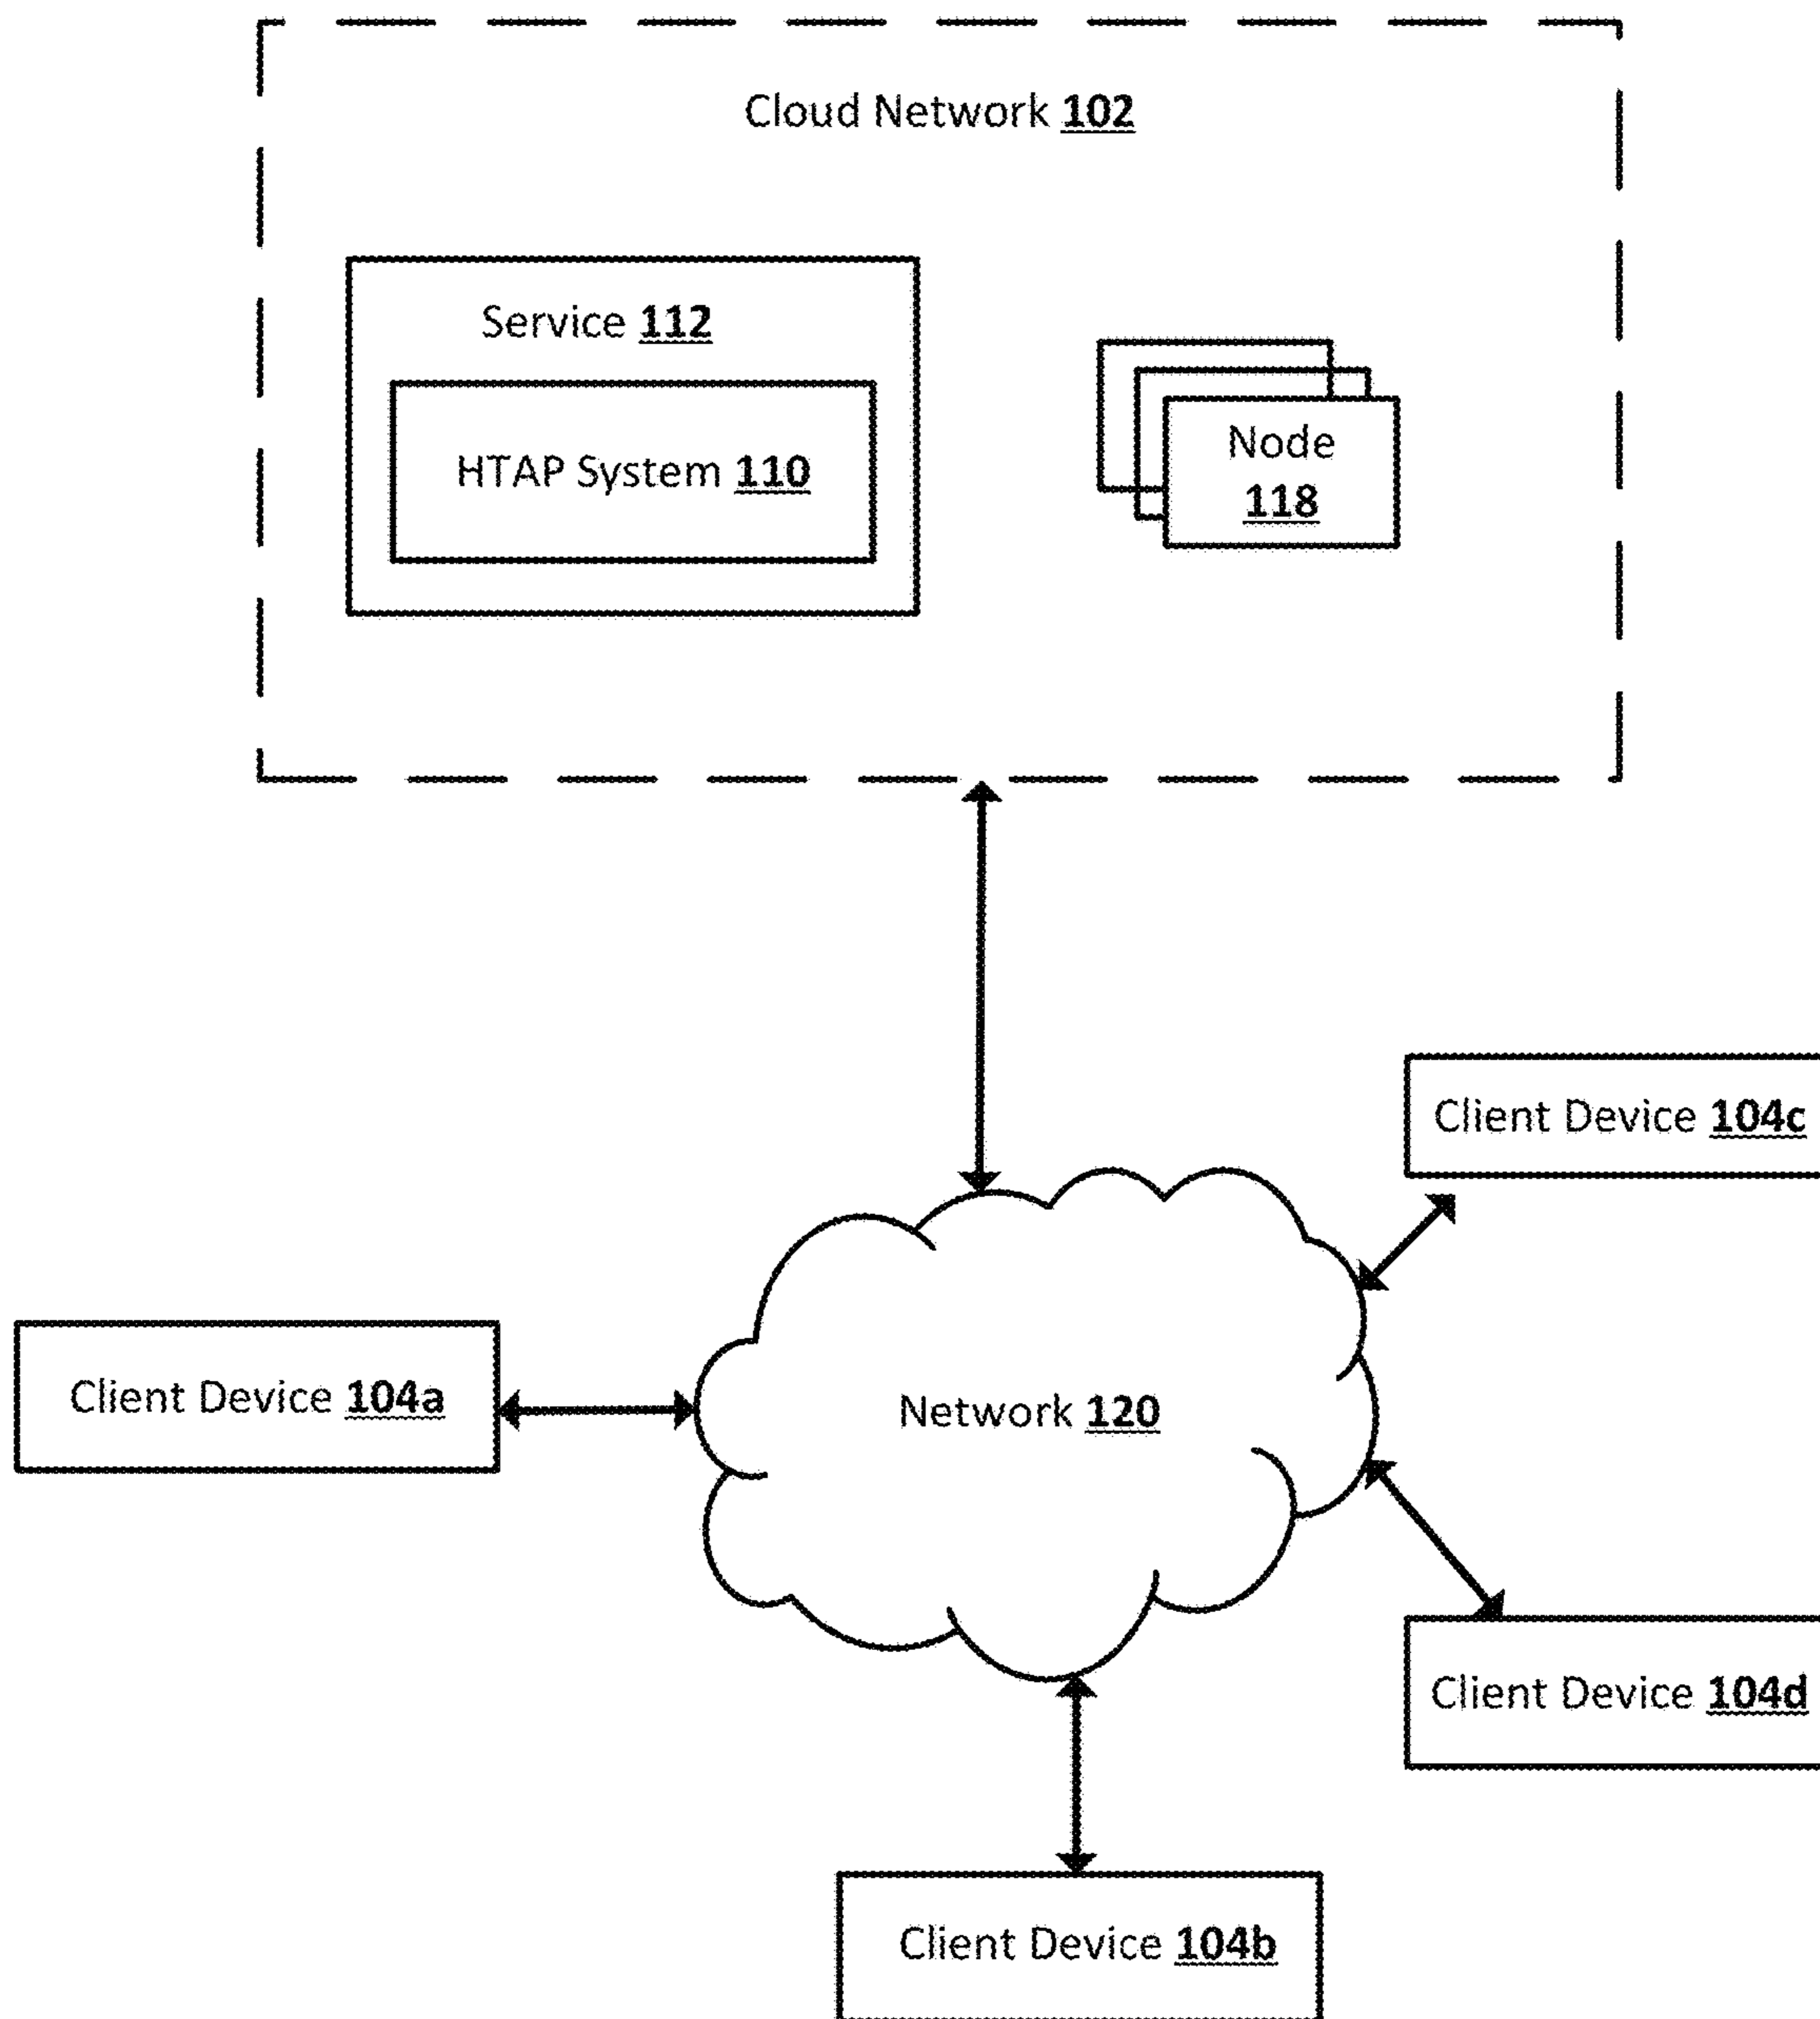 Cloud Network 102
Service 112
HTAP System 110
Node
118
Client Device 104c
Client Device 104a
Network 120
Client Device 104d
Client Device 104b